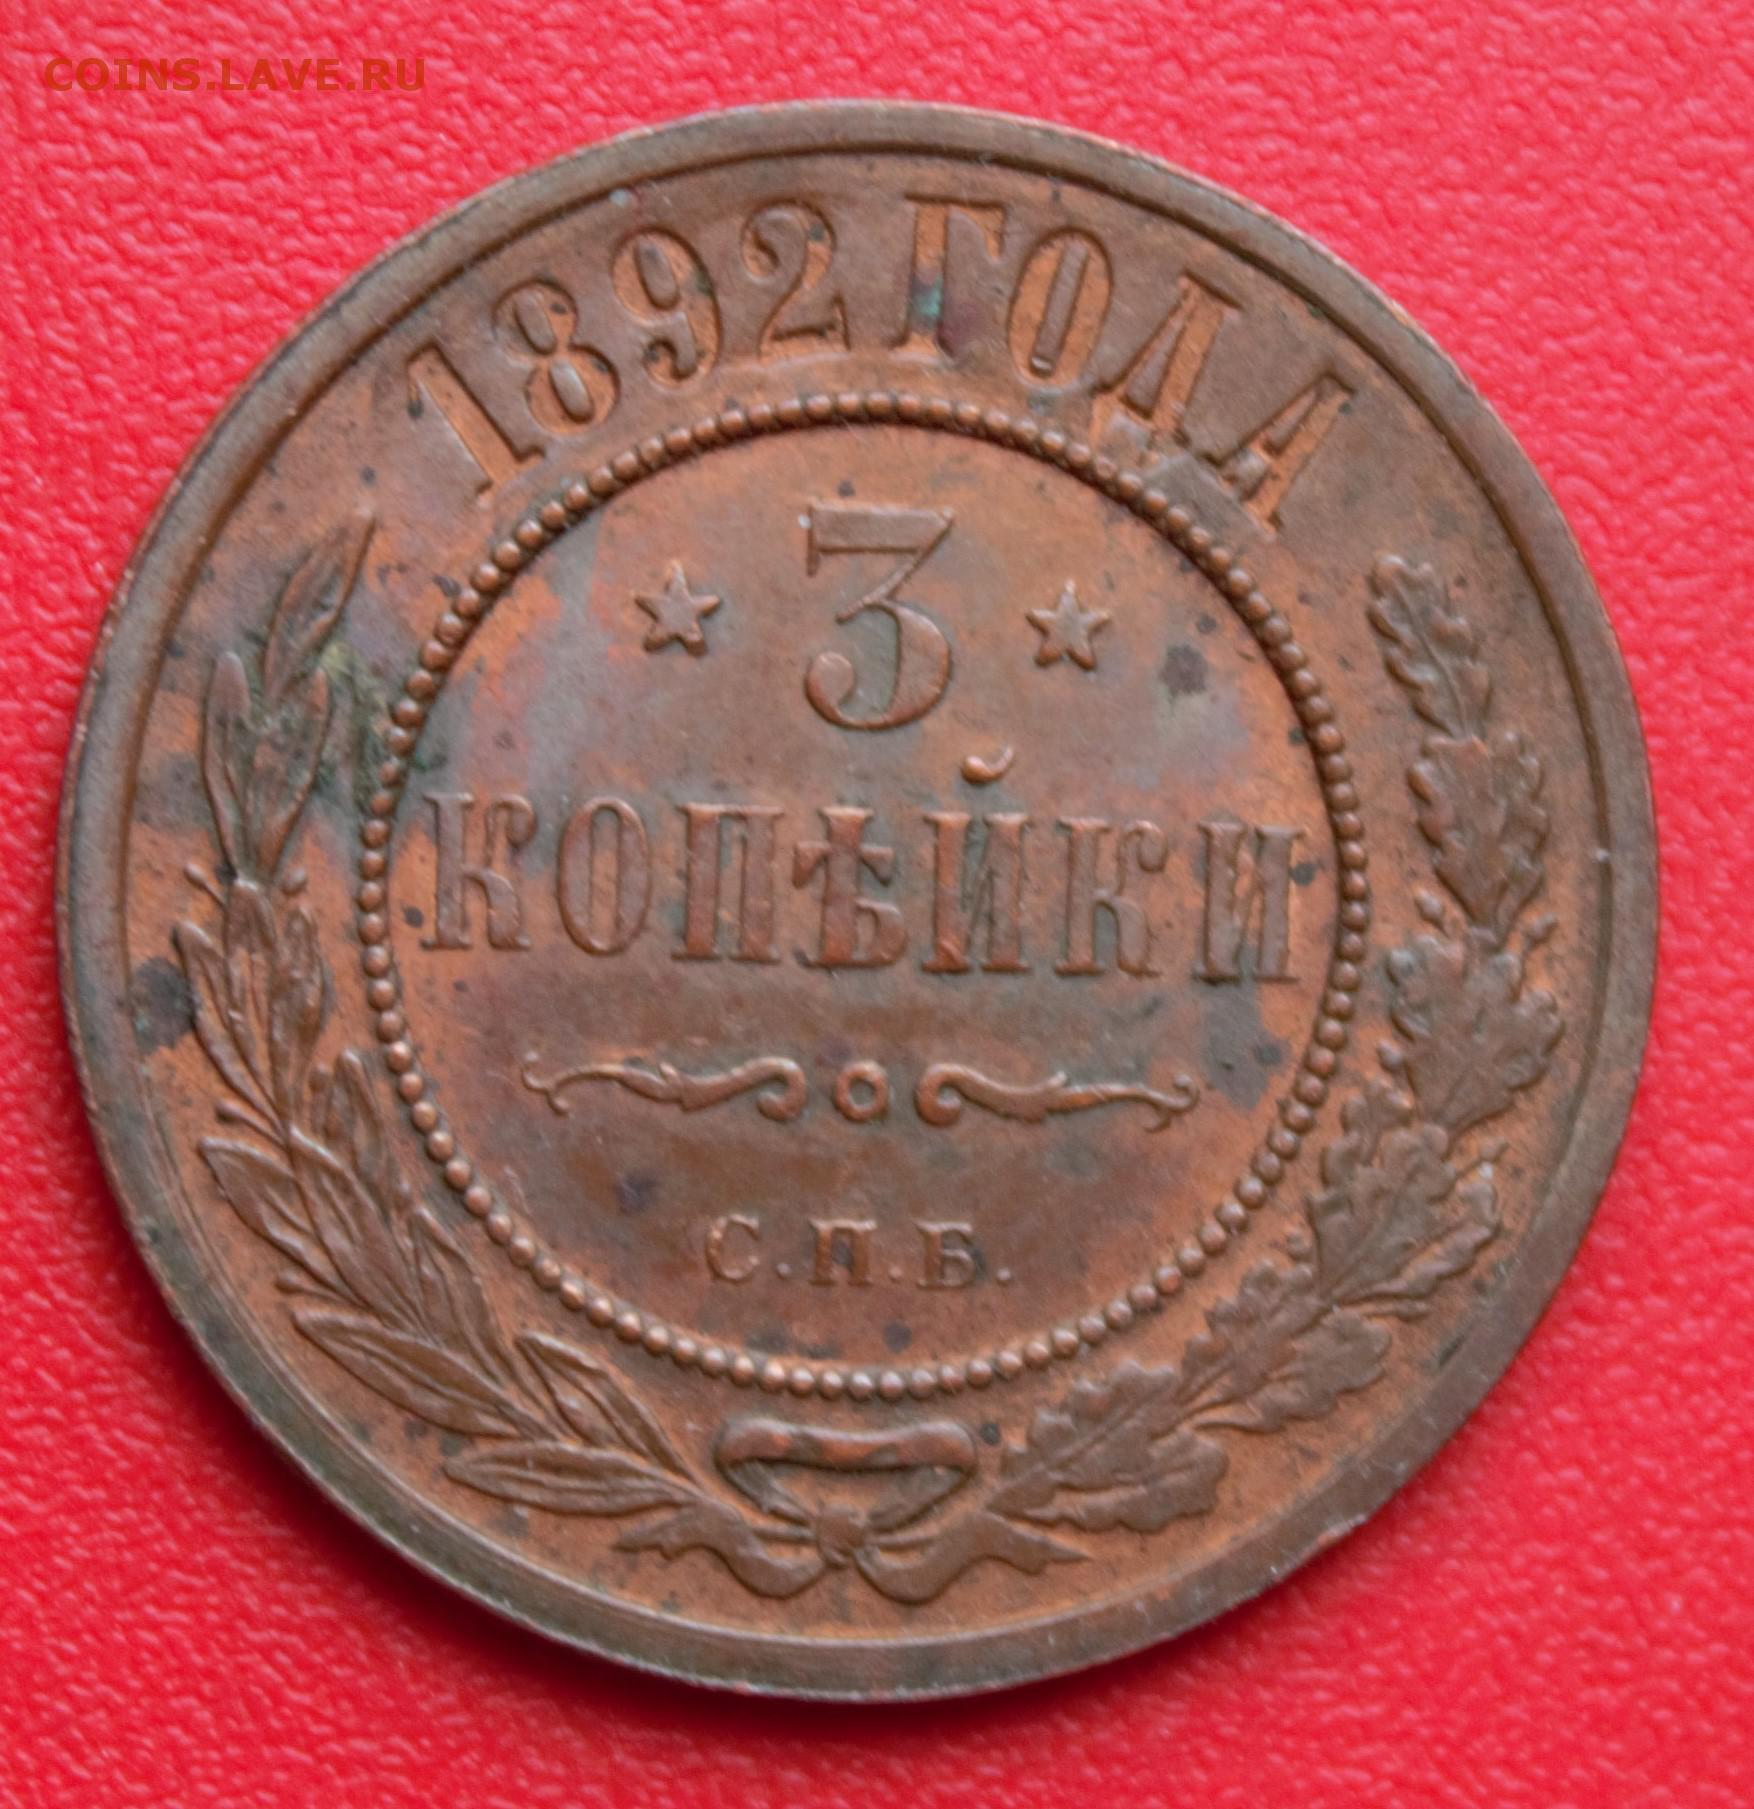 COINS.LAVE.RU
1892 ГОДА
3
КОПѢЙКИ
С.П.Б.